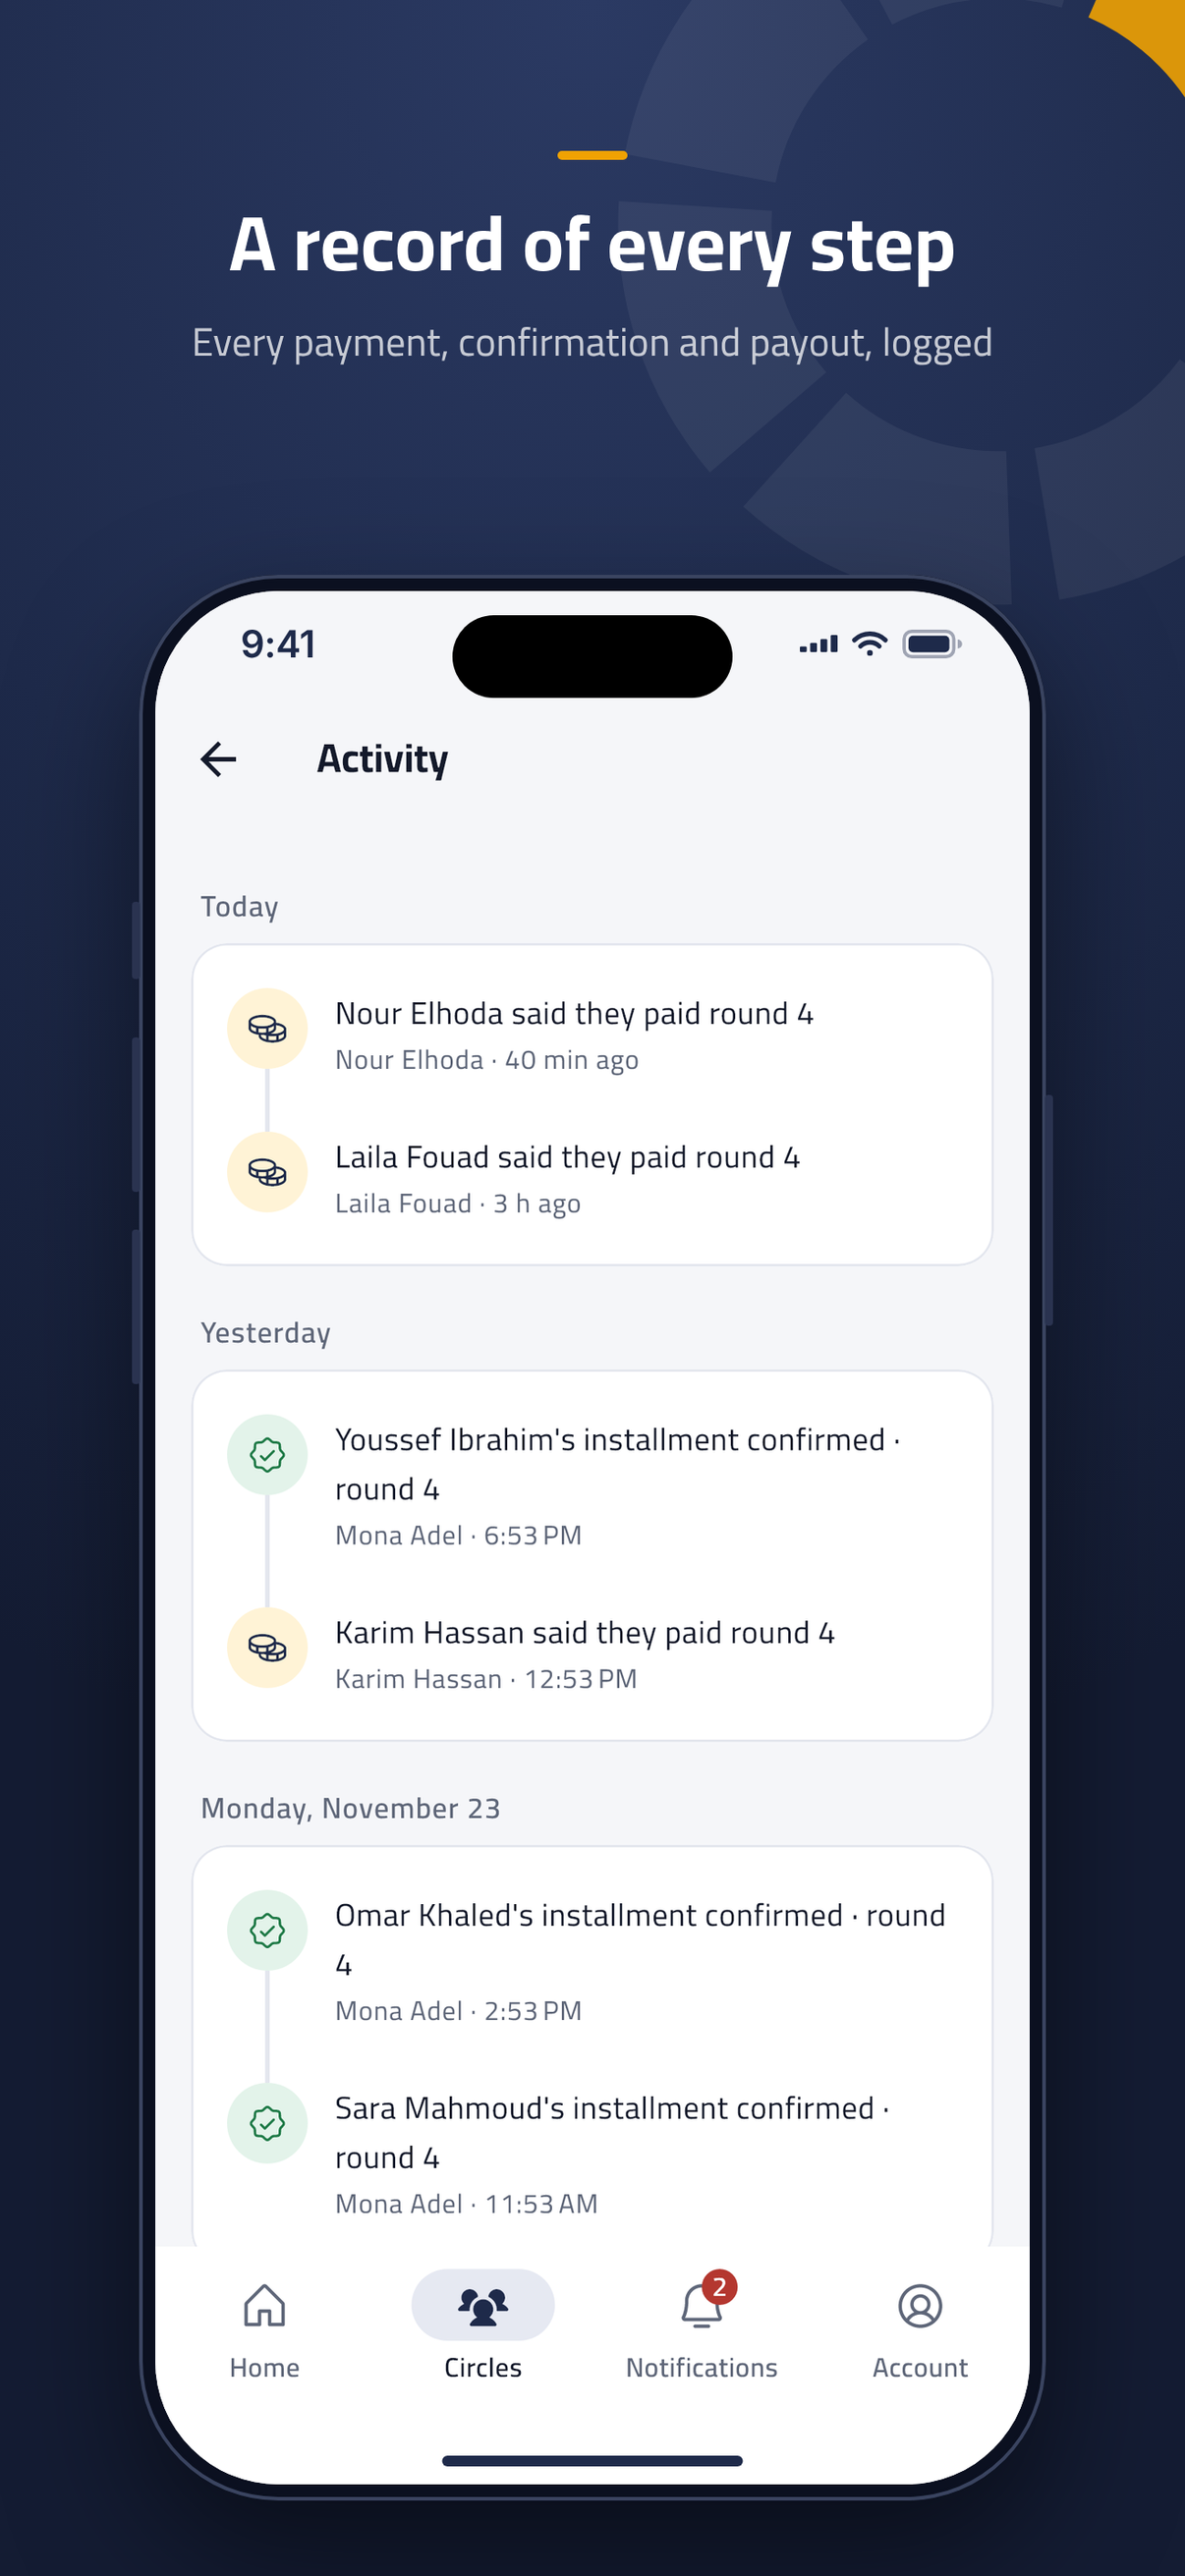 A record of every step
Every payment, confirmation and payout, logged
9:41
Activity
Today
Nour Elhoda said they paid round 4
Nour Elhoda · 40 min ago
Laila Fouad said they paid round 4
Laila Fouad · 3 h ago
Yesterday
Youssef Ibrahim's installment confirmed ·
round 4
Mona Adel · 6:53 PM
Karim Hassan said they paid round 4
Karim Hassan · 12:53 PM
Monday, November 23
Omar Khaled's installment confirmed · round
4
Mona Adel · 2:53 PM
Sara Mahmoud's installment confirmed ·
round 4
Mona Adel · 11:53 AM
2
Home
Circles
Notifications
Account